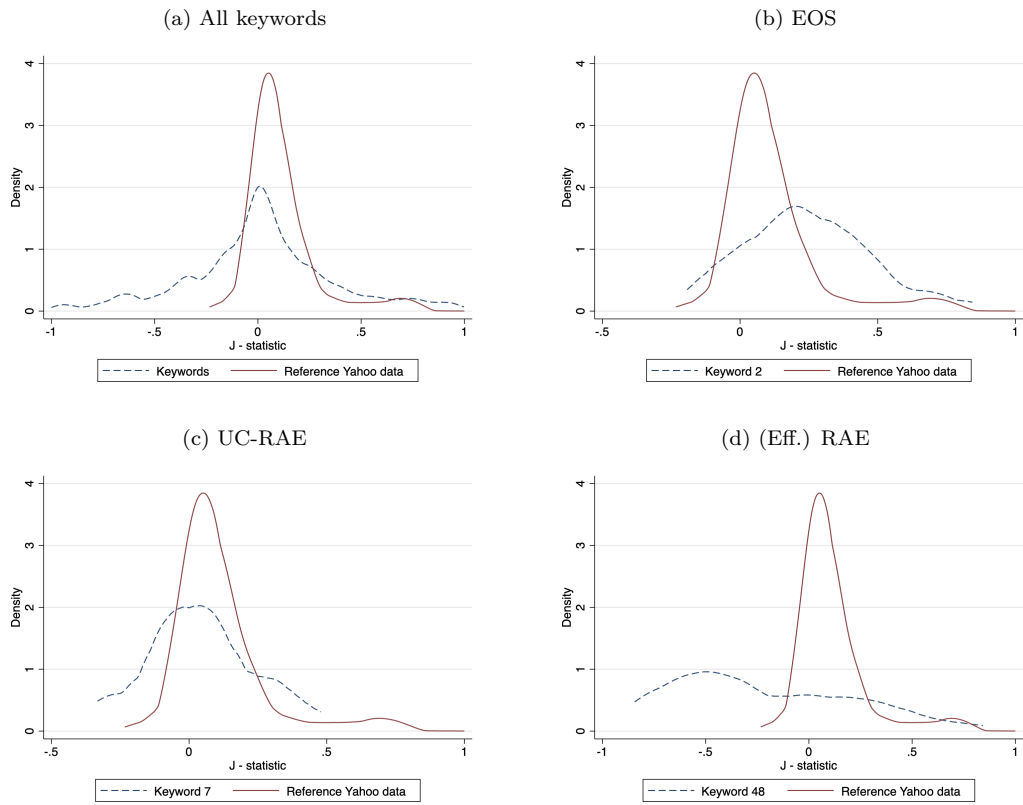 (a) All keywords
4
3
2
1
0
Density
-1 -.5 0 .5 1
J - statistic
Keywords Reference Yahoo data
(b) EOS
4
3
2
1
0
Density
-.5 0 .5 1
J - statistic
Keyword 2 Reference Yahoo data
(c) UC-RAE
4
3
2
1
0
Density
-.5 0 .5 1
J - statistic
Keyword 7 Reference Yahoo data
(d) (Eff.) RAE
4
3
2
1
0
Density
-1 -.5 0 .5 1
J - statistic
Keyword 48 Reference Yahoo data